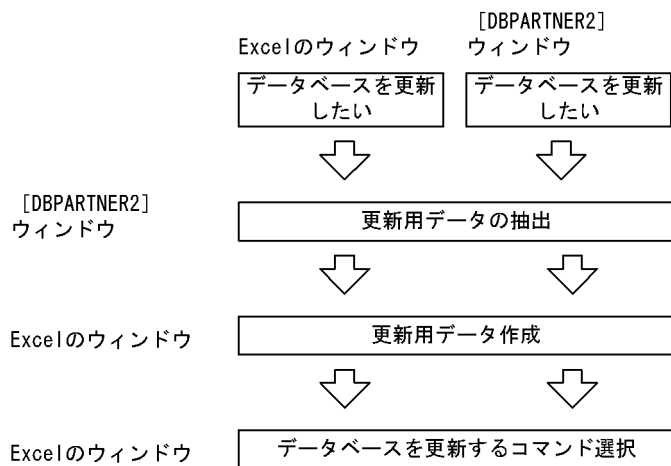 [DBPARTNER2]
Excelのウィンドウ
ウィンドウ
データベースを更新
したい
データベースを更新
したい
[DBPARTNER2]
ウィンドウ
更新用データの抽出
Excelのウィンドウ
更新用データ作成
Excelのウィンドウ
データベースを更新するコマンド選択